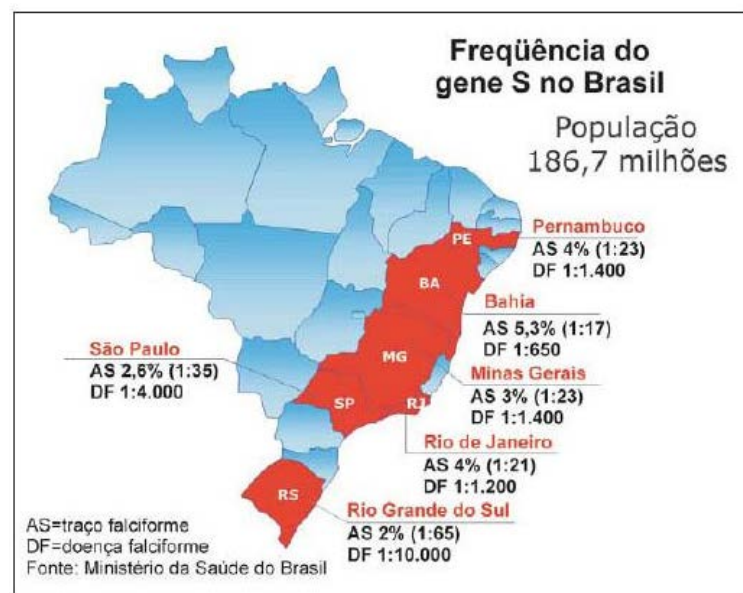 Freqüência do
gene S no Brasil
População
186,7 milhões
PE
Pernambuco
AS 4% (1:23)
DF 1:1.400
BA
Bahia
AS 5,3% (1:17)
DF 1:650
São Paulo
AS 2,6% (1:35)
DF 1:4.000
MG
Minas Gerais
AS 3% (1:23)
DF 1:1.400
SP
RJ
Rio de Janeiro
AS 4% (1:21)
DF 1:1.200
RS
Rio Grande do Sul
AS 2% (1:65)
DF 1:10.000
AS=traço falciforme
DF=doença falciforme
Fonte: Ministério da Saúde do Brasil